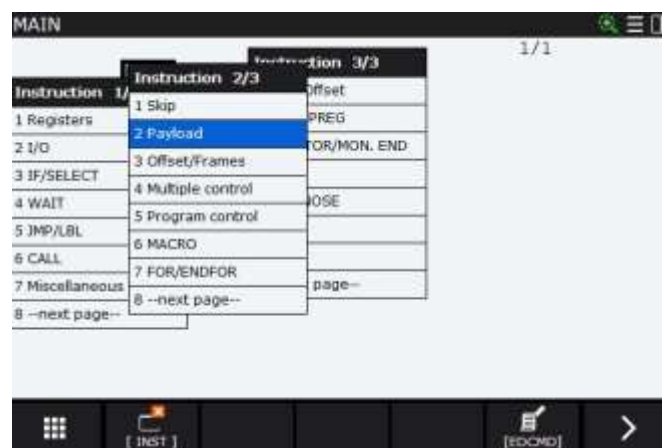 MAIN
1/1
Instruction 1/
1 Registers
2 I/O
3 IF/SELECT
4 WAIT
5 JMP/LBL
6 CALL
7 Miscellaneous
8 --next page--
Instruction 2/3
1 Skip
2 Payload
3 Offset/Frames
4 Multiple control
5 Program control
6 MACRO
7 FOR/ENDFOR
8 --next page--
Instruction 3/3
Offset
PREG
TOR/MON. END
page--
[ INST ]
[EDCMD]